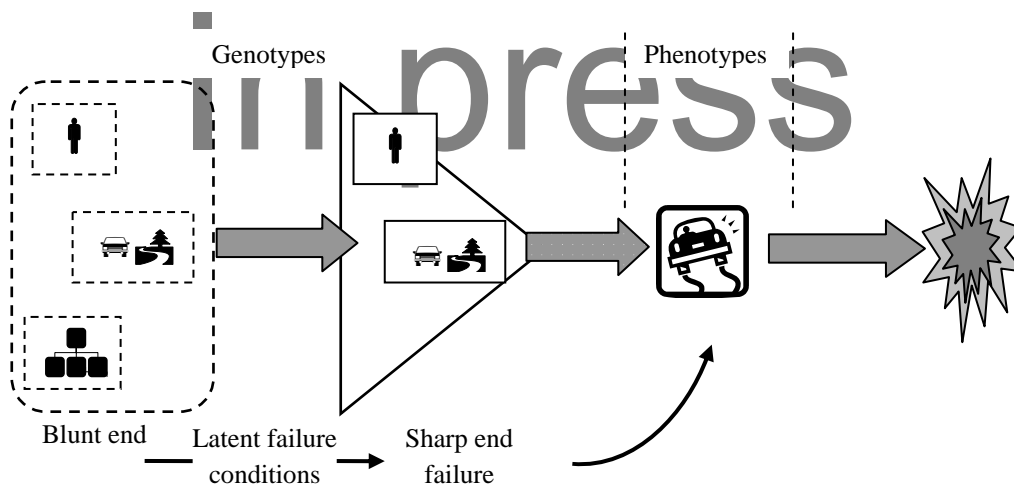 in press
Genotypes
Phenotypes
Blunt end
Latent failure
conditions
Sharp end
failure